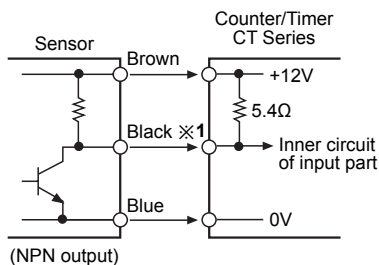 Counter/Timer
CT Series
Sensor
Brown
+12V
5.4Ω
Black ※1
Inner circuit
of input part
Blue
0V
(NPN output)